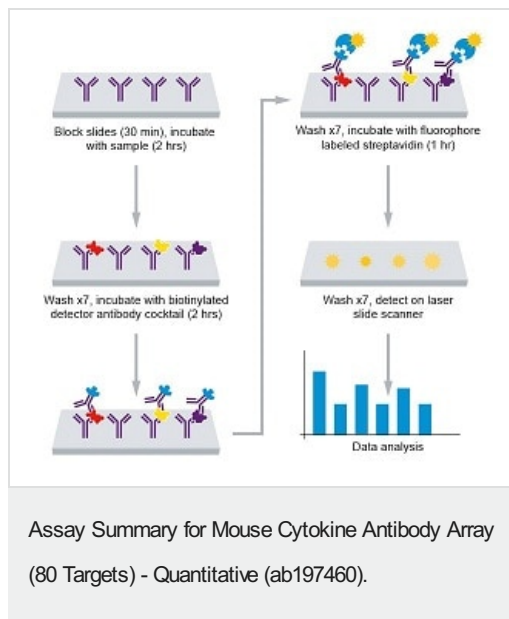 Block slides (30 min), incubate
with sample (2 hrs)
Wash x7, incubate with biotinylated
detector antibody cocktail (2 hrs)
Wash x7, incubate with fluorophore
labeled streptavidin (1 hr)
Wash x7, detect on laser
slide scanner
Data analysis
Assay Summary for Mouse Cytokine Antibody Array
(80 Targets) - Quantitative (ab197460).